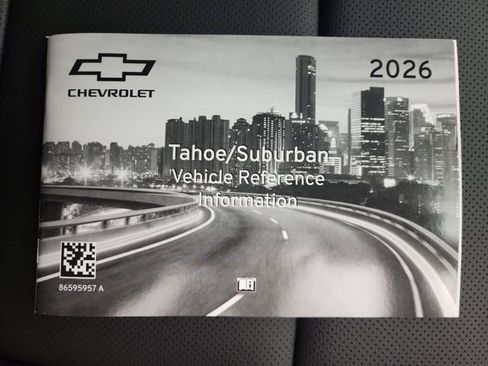 2026
CHEVROLET
Tahoe/Suburban
Vehicle Reference
Information
86595957 A